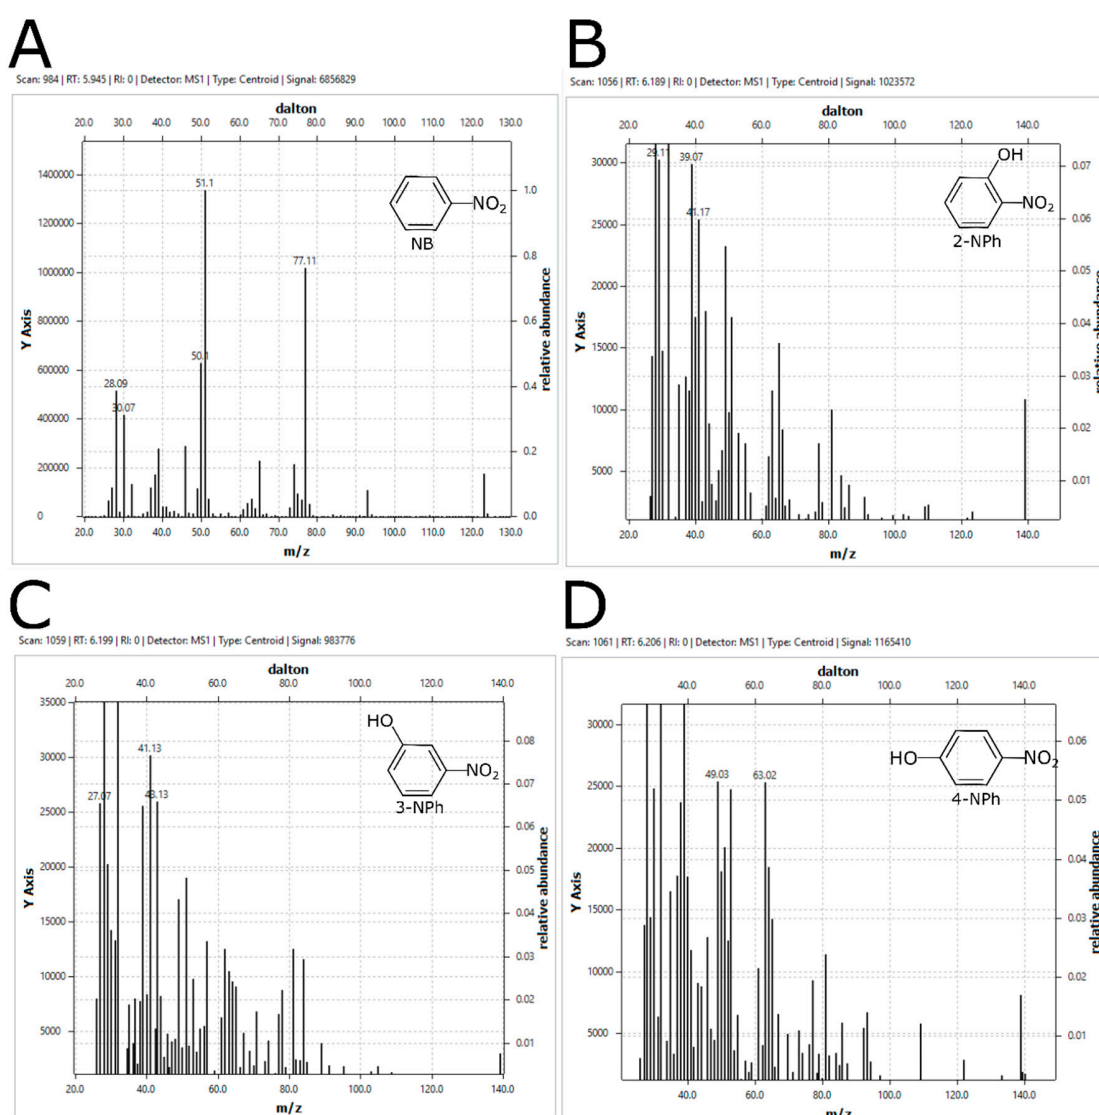 A
Scan: 984 | RT: 5.945 | RI: 0 | Detector: MS1 | Type: Centroid | Signal: 6856829
dalton
20.0 30.0 40.0 50.0 60.0 70.0 80.0 90.0 100.0 110.0 120.0 130.0
1400000
1200000
1000000
800000
600000
400000
200000
0
Y Axis
1.0
0.8
0.6
0.4
0.2
0.0
relative abundance
51.1
77.11
50.1
28.09
30.07
NO2
NB
20.0 30.0 40.0 50.0 60.0 70.0 80.0 90.0 100.0 110.0 120.0 130.0
m/z
B
Scan: 1056 | RT: 6.189 | RI: 0 | Detector: MS1 | Type: Centroid | Signal: 1023572
dalton
20.0 40.0 60.0 80.0 100.0 120.0 140.0
30000
25000
20000
15000
10000
5000
Y Axis
0.07
0.06
0.05
0.04
0.03
0.02
0.01
relative abundance
29.11
39.07
41.17
OH
NO2
2-NPh
20.0 40.0 60.0 80.0 100.0 120.0 140.0
m/z
C
Scan: 1059 | RT: 6.199 | RI: 0 | Detector: MS1 | Type: Centroid | Signal: 983776
dalton
20.0 40.0 60.0 80.0 100.0 120.0 140.0
35000
30000
25000
20000
15000
10000
5000
Y Axis
0.08
0.07
0.06
0.05
0.04
0.03
0.02
0.01
relative abundance
41.13
27.07
43.13
HO
NO2
3-NPh
20.0 40.0 60.0 80.0 100.0 120.0 140.0
m/z
D
Scan: 1061 | RT: 6.206 | RI: 0 | Detector: MS1 | Type: Centroid | Signal: 1165410
dalton
40.0 60.0 80.0 100.0 120.0 140.0
30000
25000
20000
15000
10000
5000
Y Axis
0.06
0.05
0.04
0.03
0.02
0.01
relative abundance
49.03
63.02
HO
NO2
4-NPh
40.0 60.0 80.0 100.0 120.0 140.0
m/z